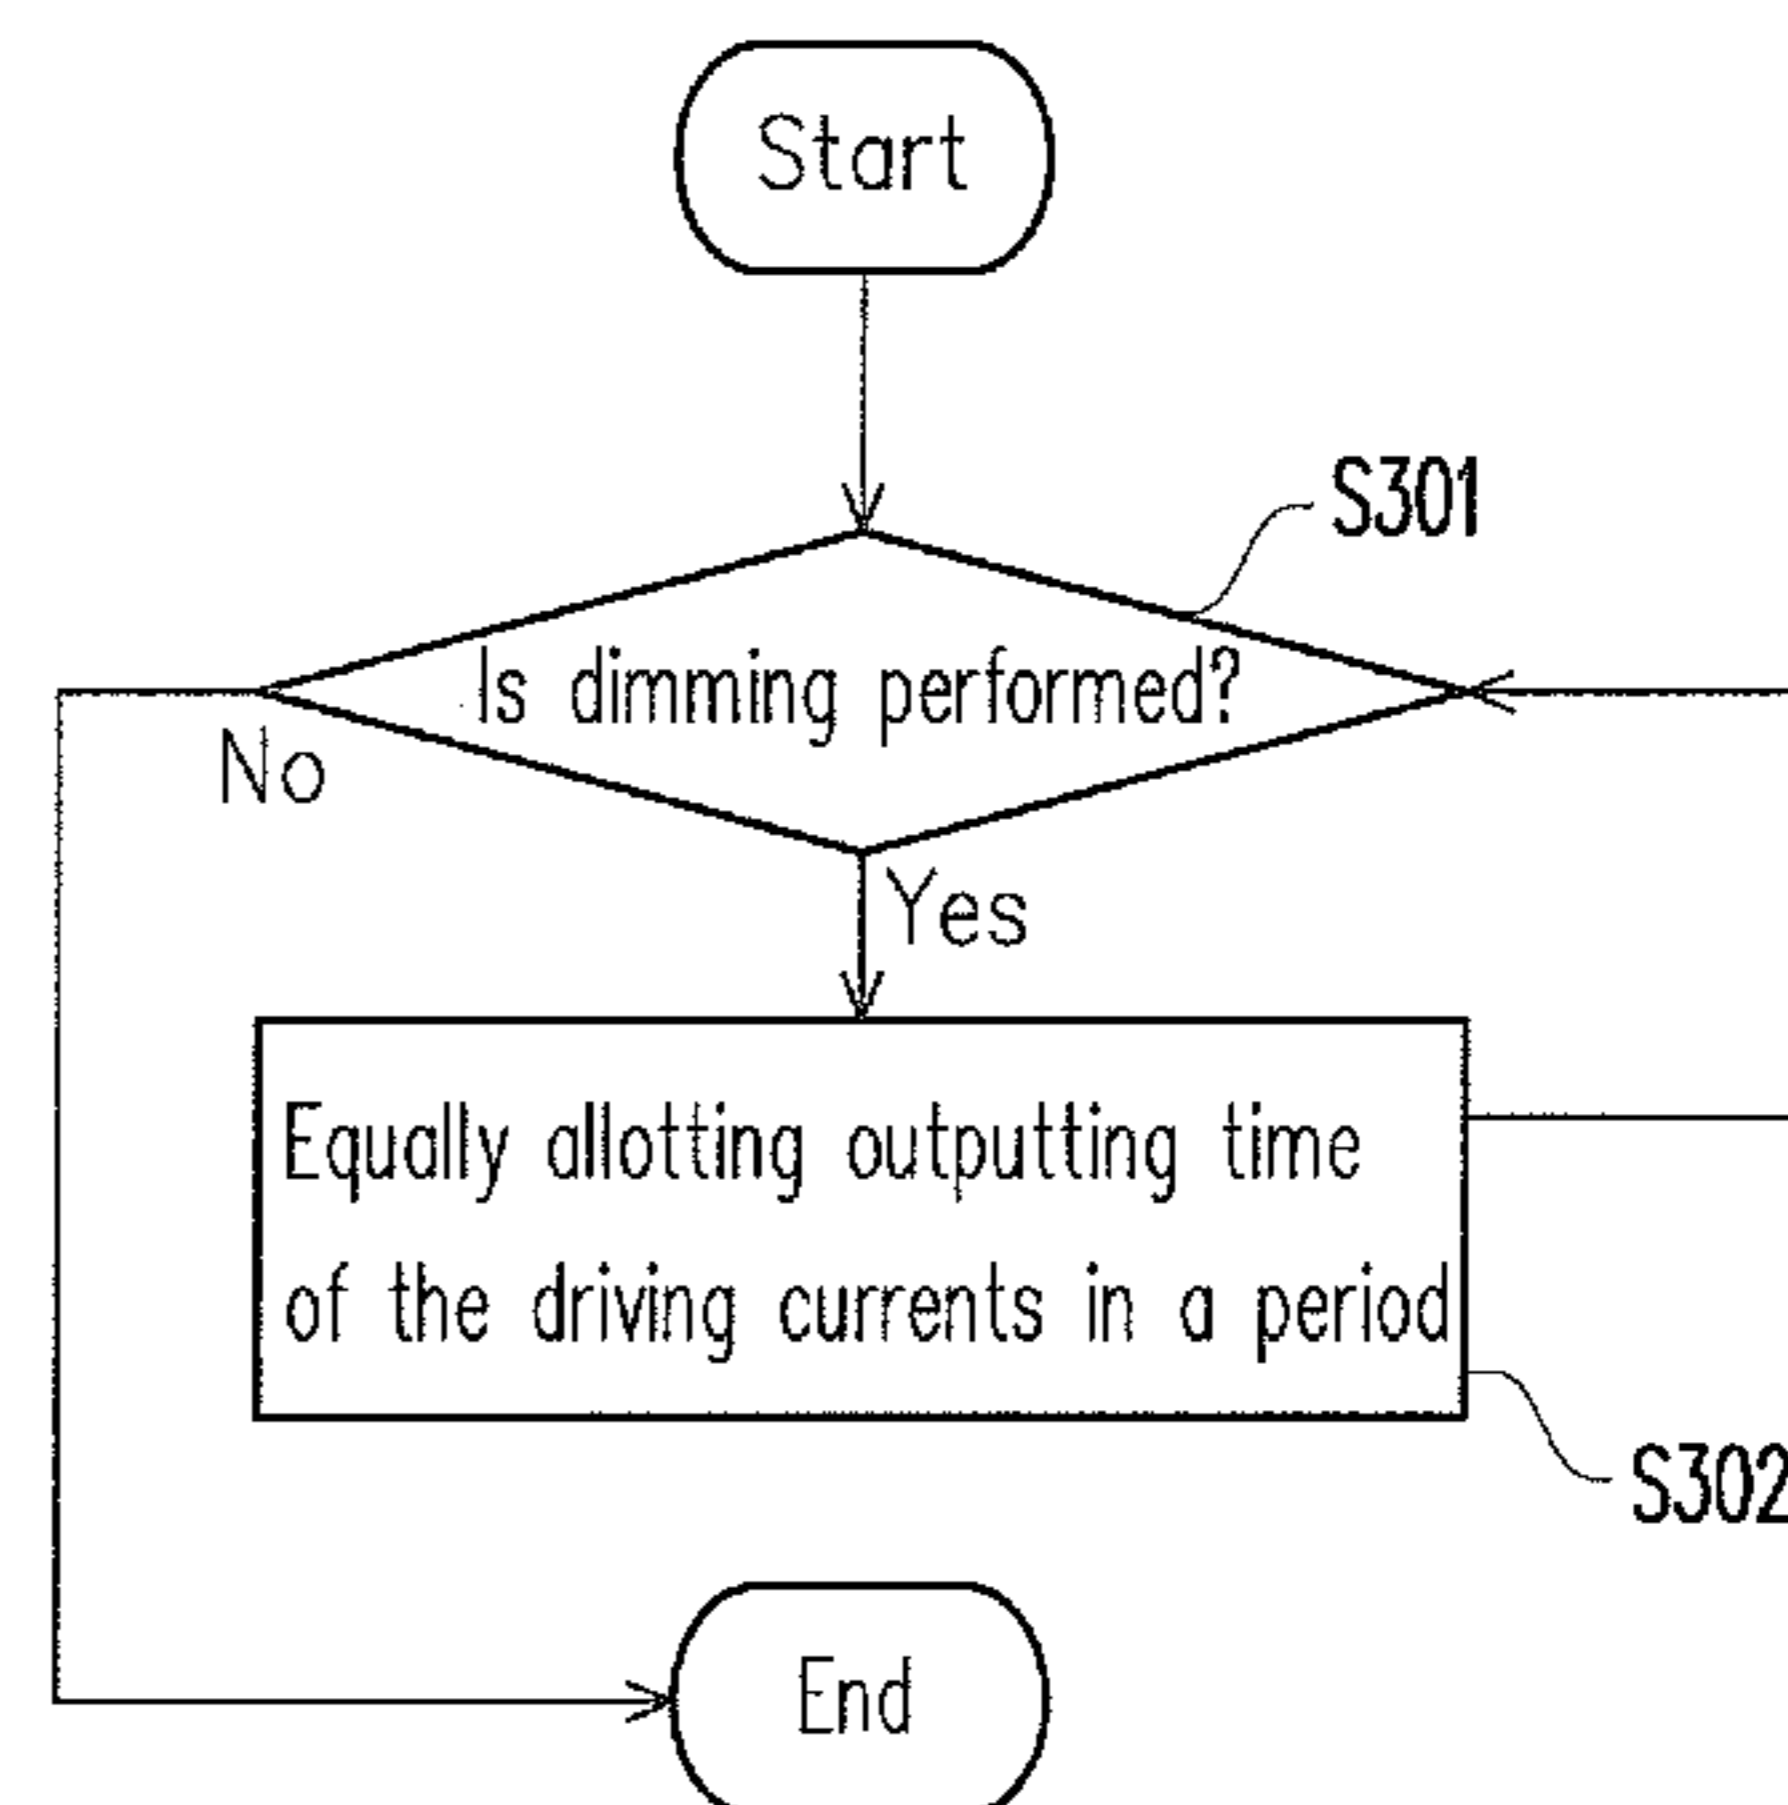 Start
S301
Is dimming performed?
No
Yes
Equally allotting outputting time
of the driving currents in a period
S302
End